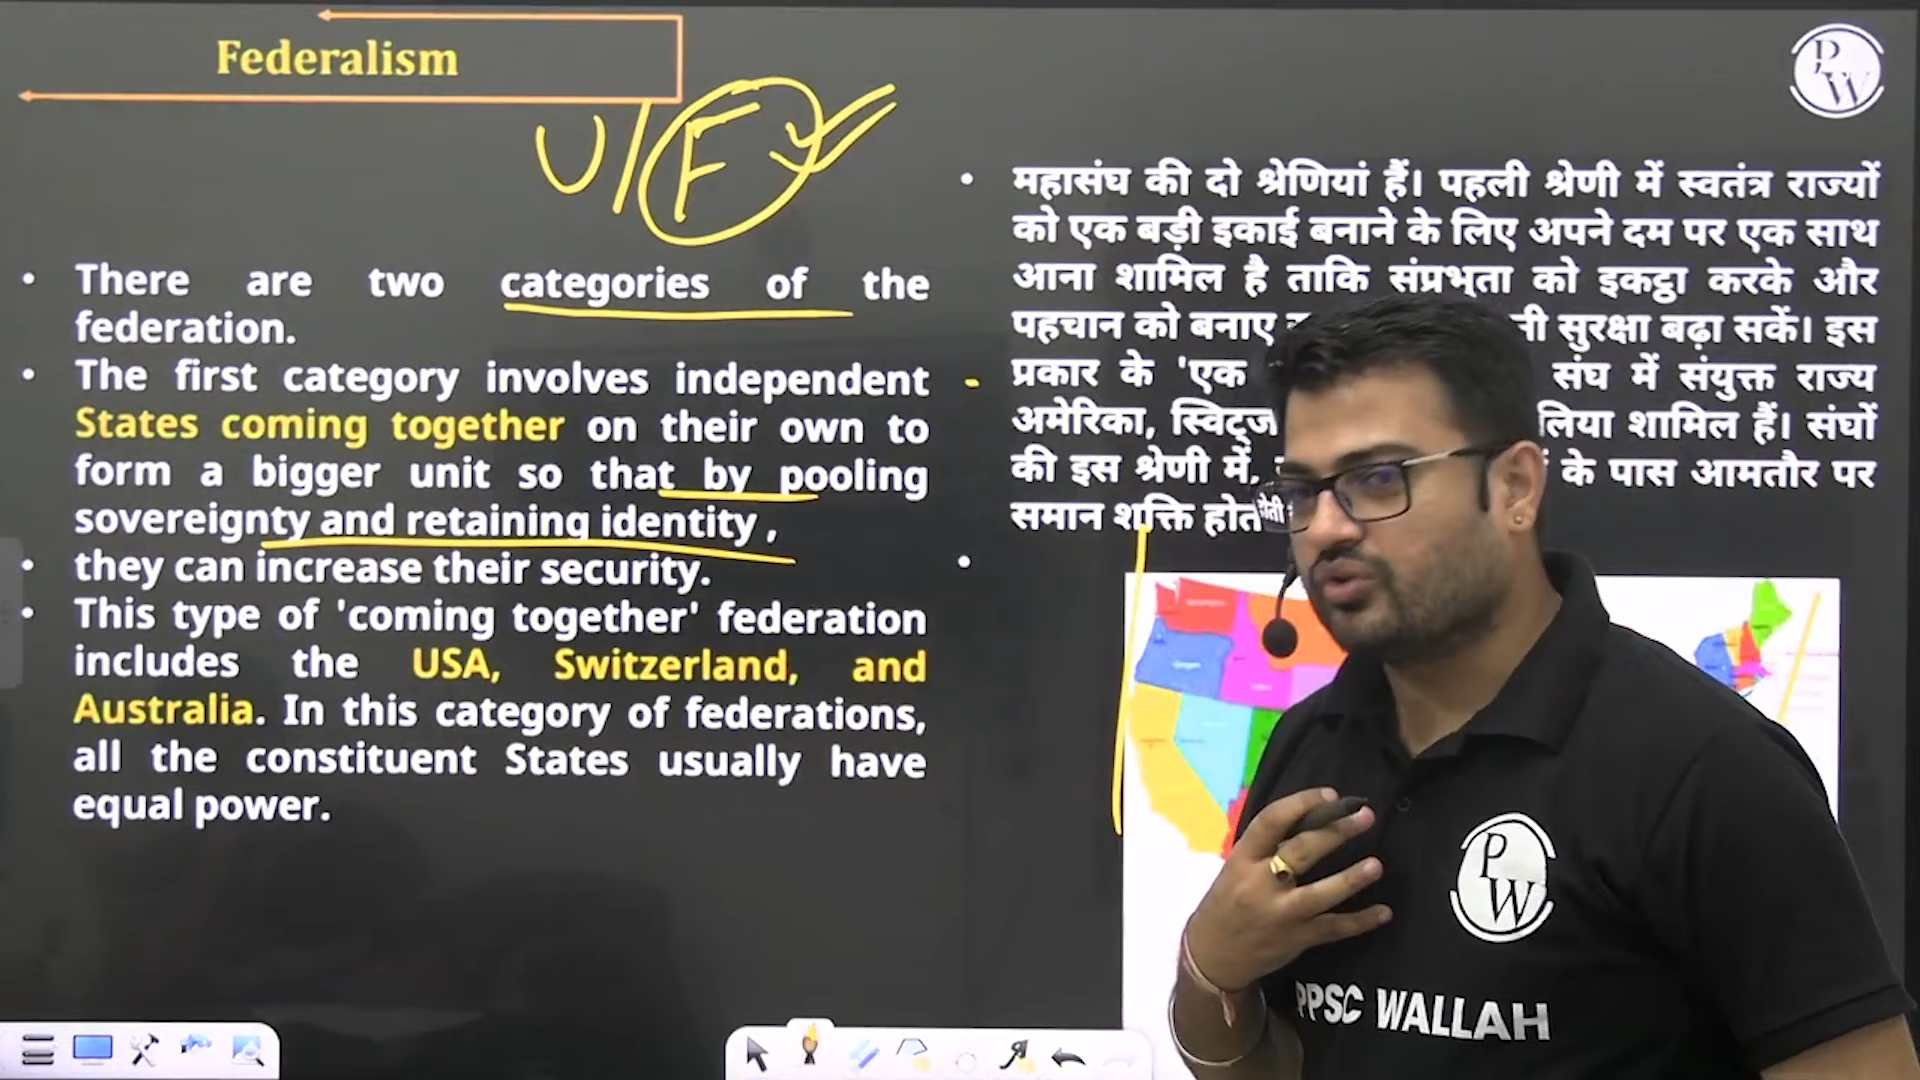 Federalism
P
W
U/F
• There are two categories of the
federation.
• The first category involves independent
States coming together on their own to
form a bigger unit so that by pooling
sovereignty and retaining identity ,
• they can increase their security.
• This type of 'coming together' federation
includes the USA, Switzerland, and
Australia. In this category of federations,
all the constituent States usually have
equal power.
• महासंघ की दो श्रेणियां हैं। पहली श्रेणी में स्वतंत्र राज्यों
को एक बड़ी इकाई बनाने के लिए अपने दम पर एक साथ
आना शामिल है ताकि संप्रभुता को इकट्ठा करके और
पहचान को बनाए सुरक्षा बढ़ा सकें। इस
प्रकार के 'एक संघ में संयुक्त राज्य
अमेरिका, शामिल हैं। संघों
की इस श्रेणी में, के पास आमतौर पर
समान शक्ति
P
W
PPSC WALLAH